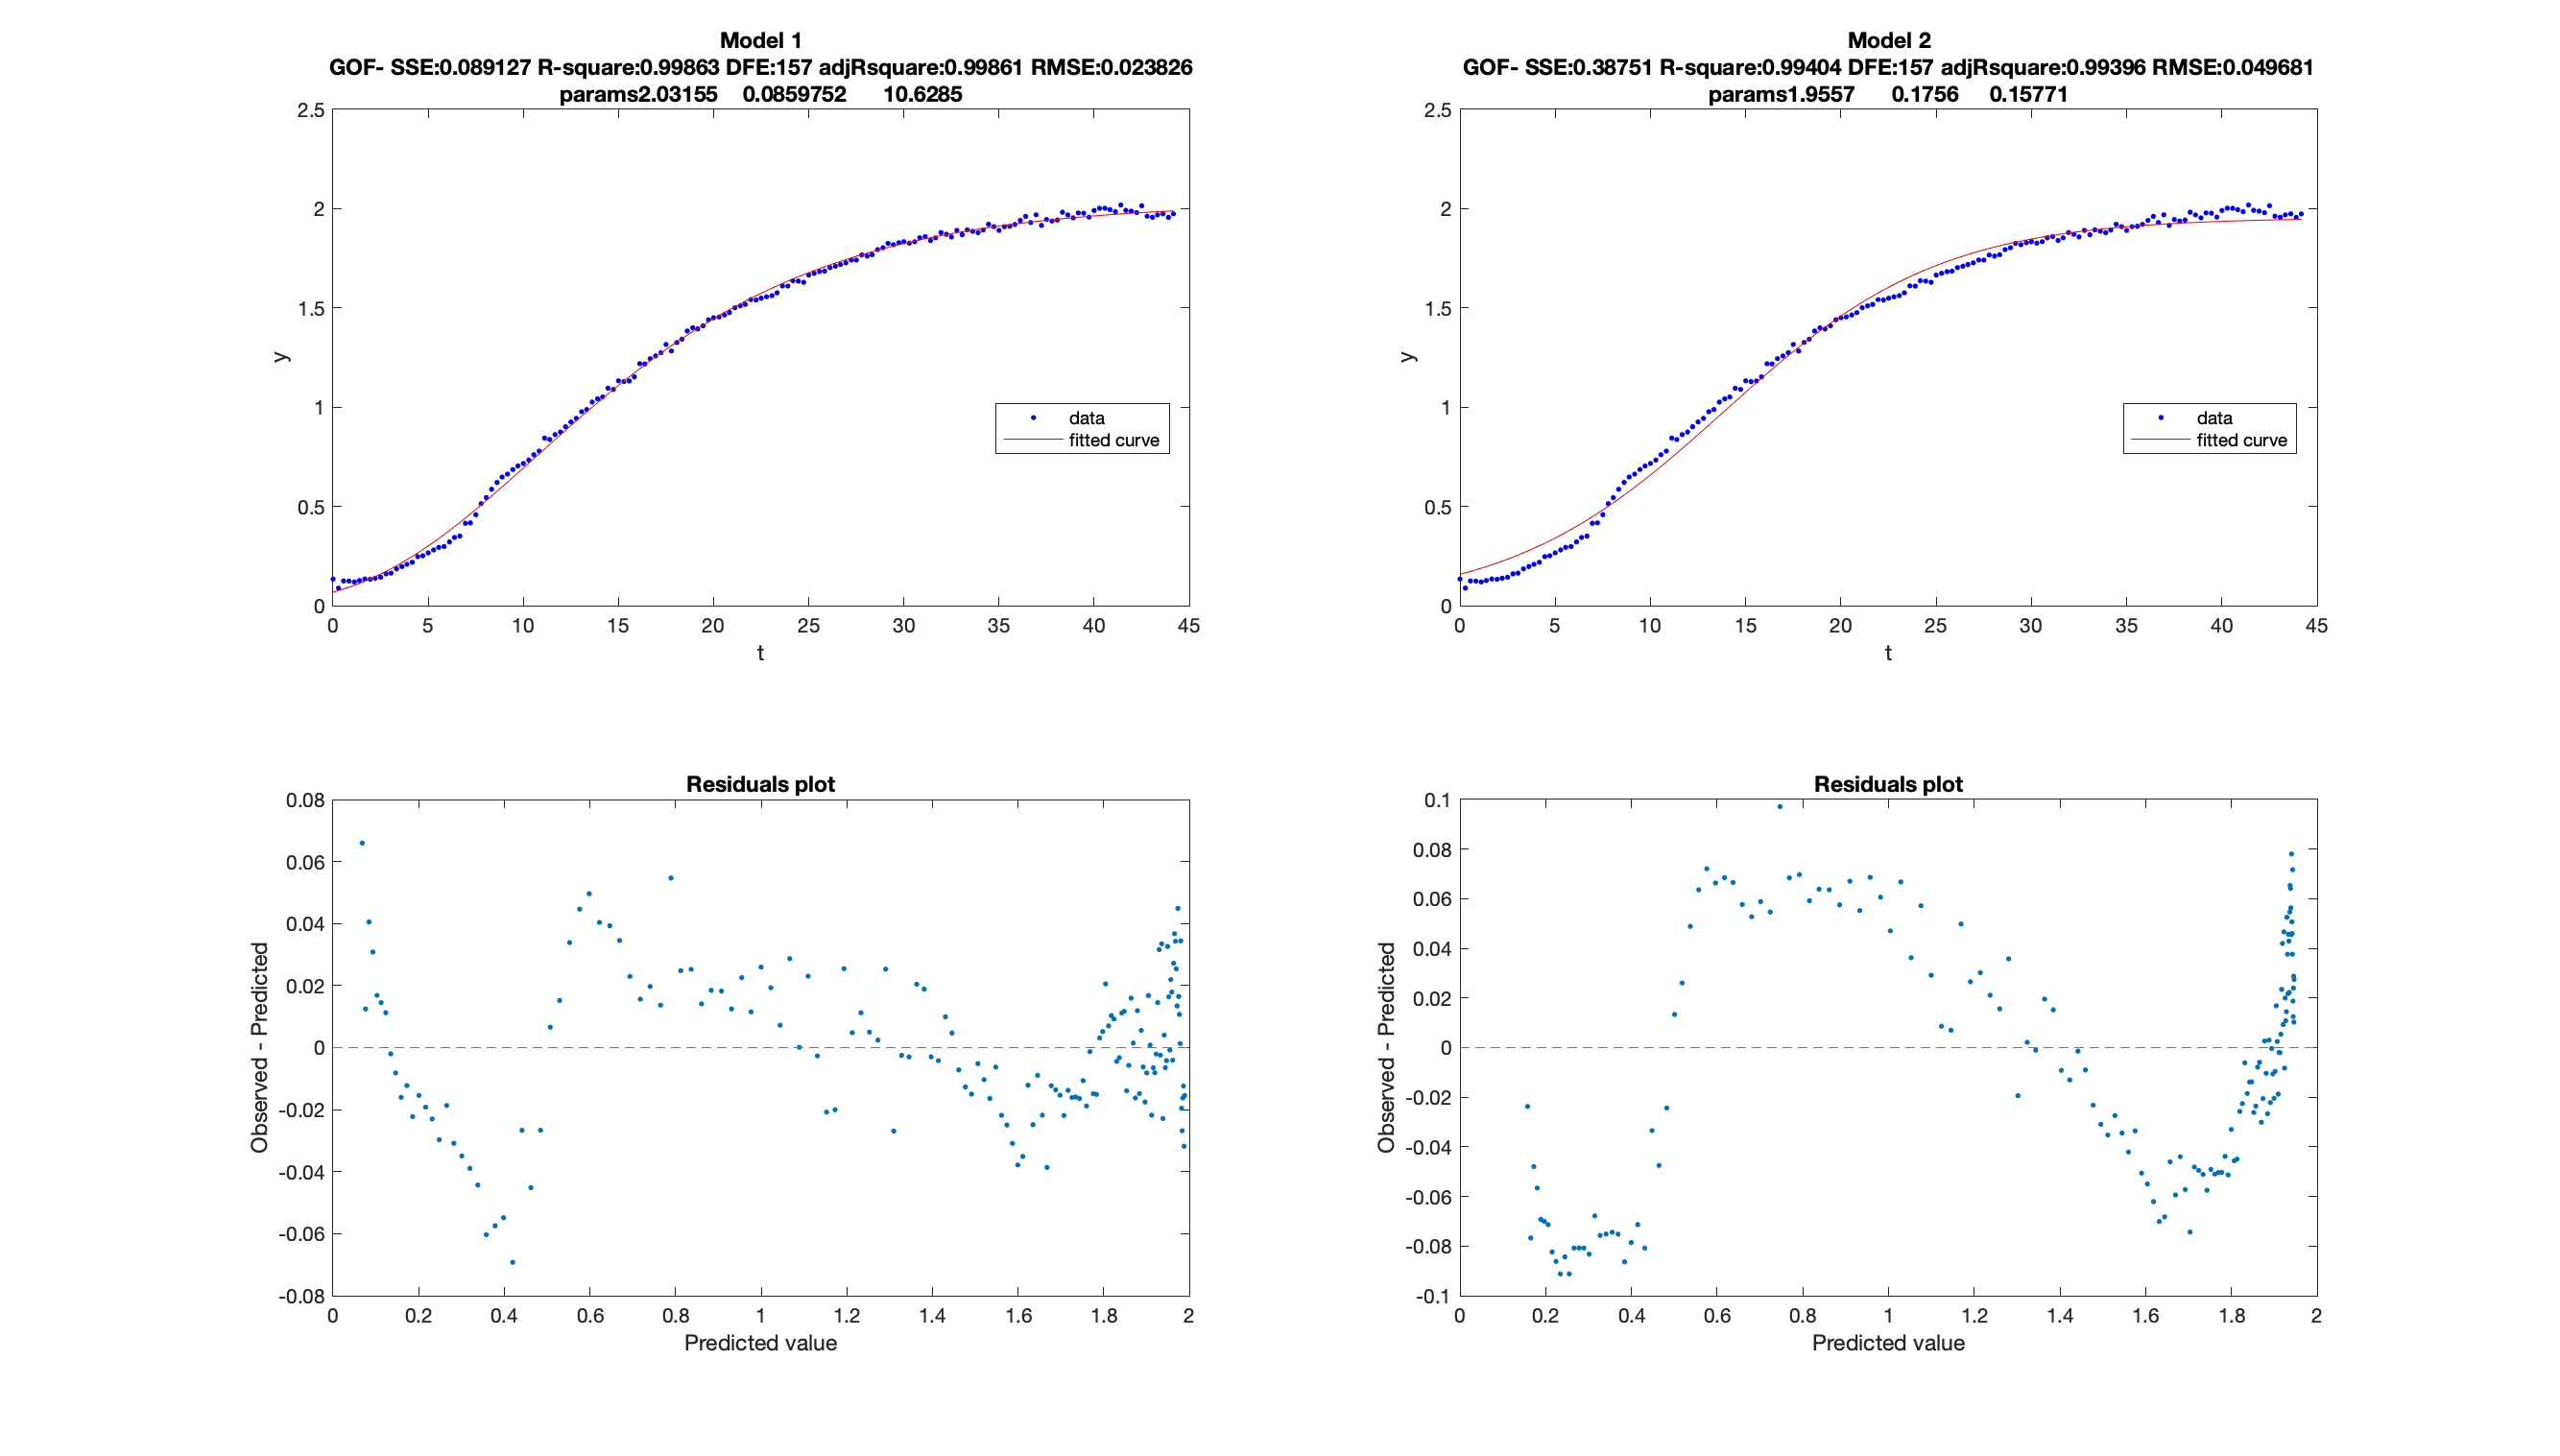 Model 1
GOF- SSE:0.089127 R-square:0.99863 DFE:157 adjRsquare:0.99861 RMSE:0.023826
params2.03155 0.0859752 10.6285
2.5
2
1.5
1
0.5
0
y
data
fitted curve
0 5 10 15 20 25 30 35 40 45
t
Model 2
GOF- SSE:0.38751 R-square:0.99404 DFE:157 adjRsquare:0.99396 RMSE:0.049681
params1.9557 0.1756 0.15771
2.5
2
1.5
1
0.5
0
y
data
fitted curve
0 5 10 15 20 25 30 35 40 45
t
Residuals plot
0.08
0.06
0.04
0.02
0
-0.02
-0.04
-0.06
-0.08
Observed - Predicted
0 0.2 0.4 0.6 0.8 1 1.2 1.4 1.6 1.8 2
Predicted value
Residuals plot
0.1
0.08
0.06
0.04
0.02
0
-0.02
-0.04
-0.06
-0.08
-0.1
Observed - Predicted
0 0.2 0.4 0.6 0.8 1 1.2 1.4 1.6 1.8 2
Predicted value